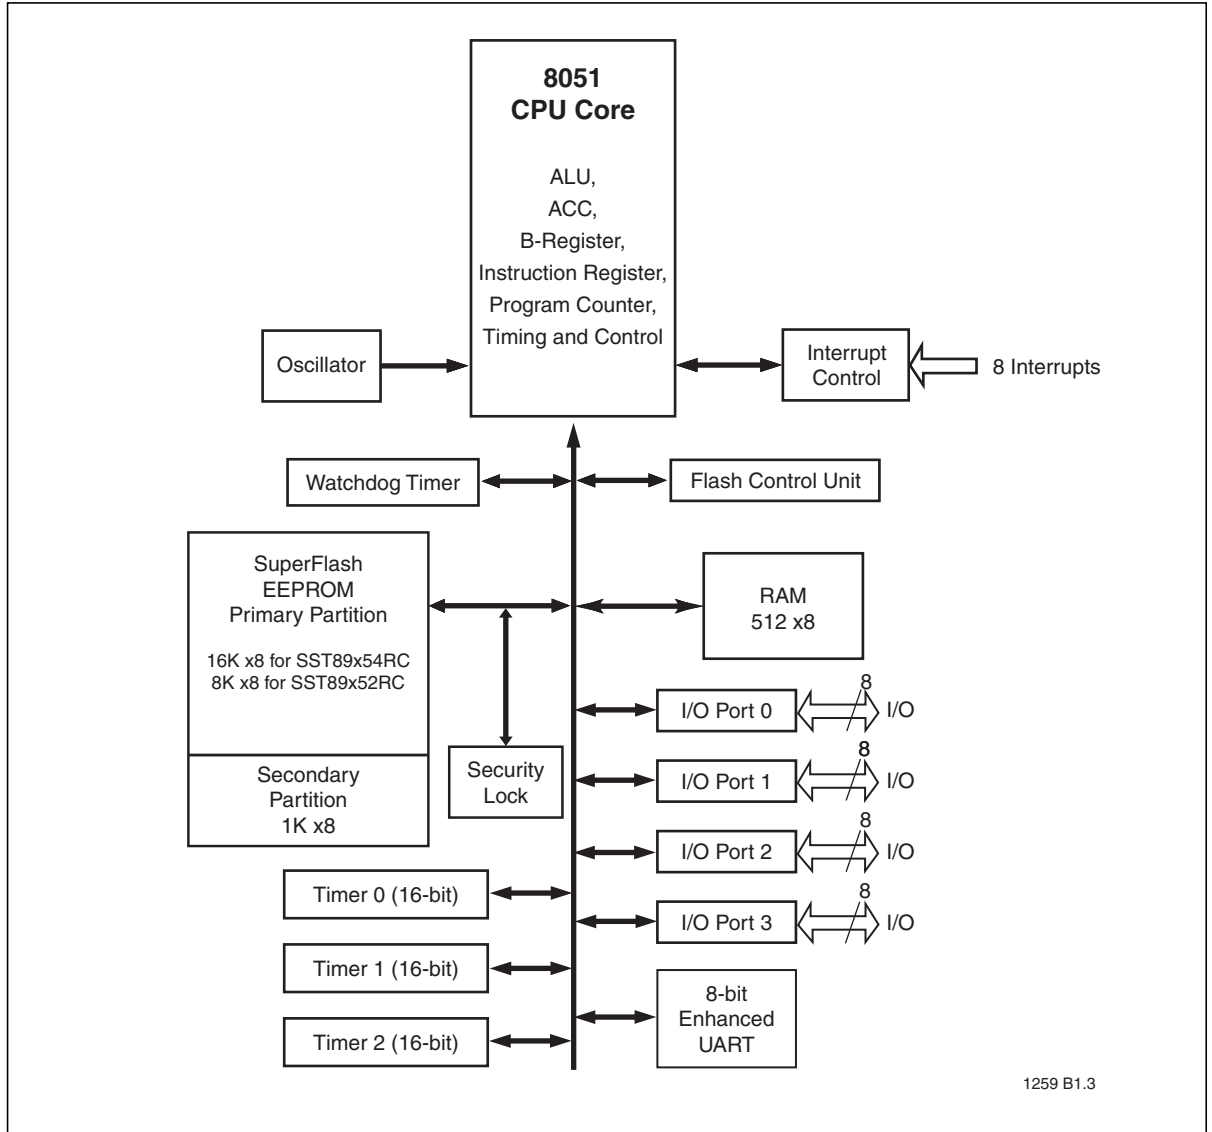 8051
CPU Core
ALU,
ACC,
B-Register,
Instruction Register,
Program Counter,
Timing and Control
Oscillator
Interrupt
Control
8 Interrupts
Watchdog Timer
Flash Control Unit
SuperFlash
EEPROM
Primary Partition
16K x8 for SST89x54RC
8K x8 for SST89x52RC
RAM
512 x8
8
I/O Port 0
I/O
Secondary
Partition
1K x8
Security
Lock
8
I/O Port 1
I/O
8
I/O Port 2
I/O
Timer 0 (16-bit)
8
I/O Port 3
I/O
Timer 1 (16-bit)
8-bit
Enhanced
UART
Timer 2 (16-bit)
1259 B1.3